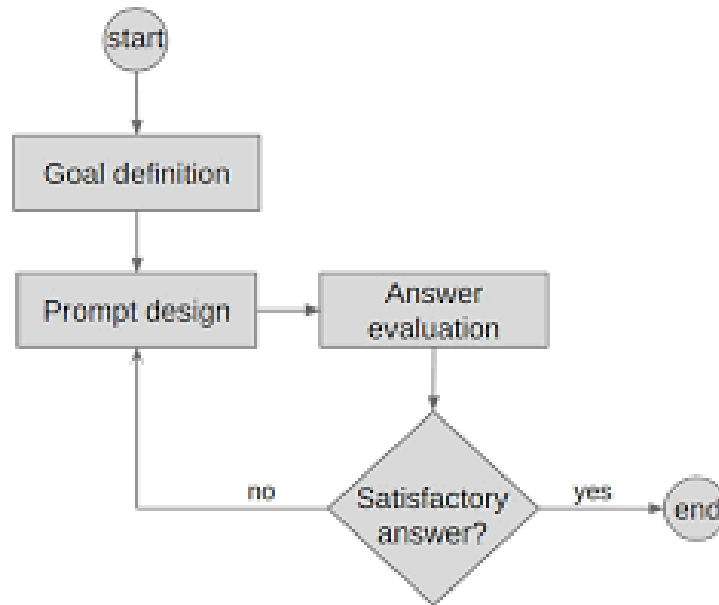 start
Goal definition
Prompt design
Answer
evaluation
Satisfactory
answer?
no
yes
end